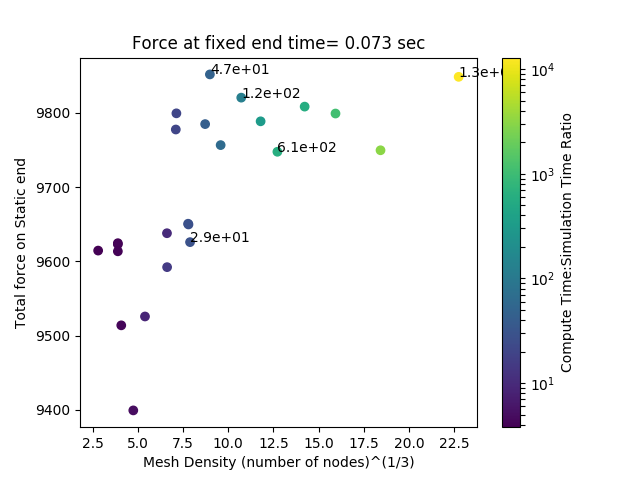 Force at fixed end time= 0.073 sec
Total force on Static end
9800
9700
9600
9500
9400
4.7e+01
1.2e+02
6.1e+02
2.9e+01
2.5
5.0
7.5
10.0
12.5
15.0
17.5
20.0
22.5
Mesh Density (number of nodes)^(1/3)
10^4
10^3
10^2
10^1
Compute Time:Simulation Time Ratio